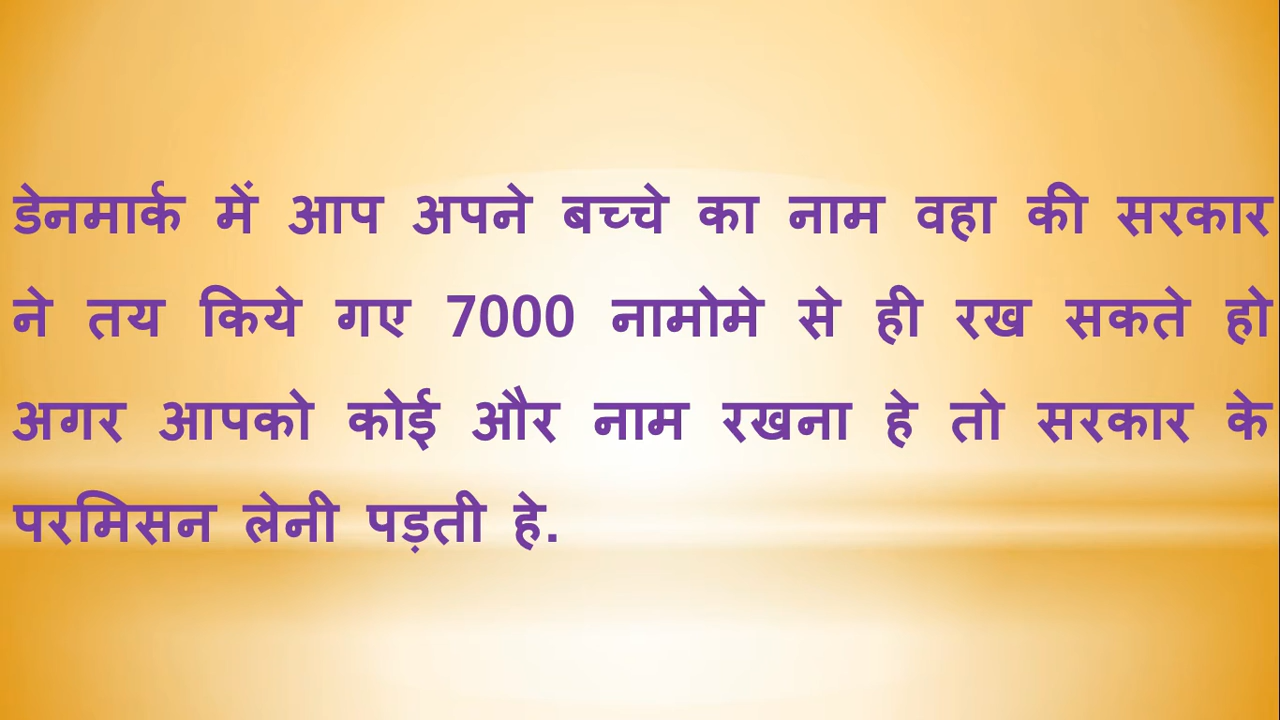 डेनमार्क में आप अपने बच्चे का नाम वहा की सरकार
ने तय किये गए 7000 नामोमे से ही रख सकते हो
अगर आपको कोई और नाम रखना हे तो सरकार के
परमिसन लेनी पड़ती हे.